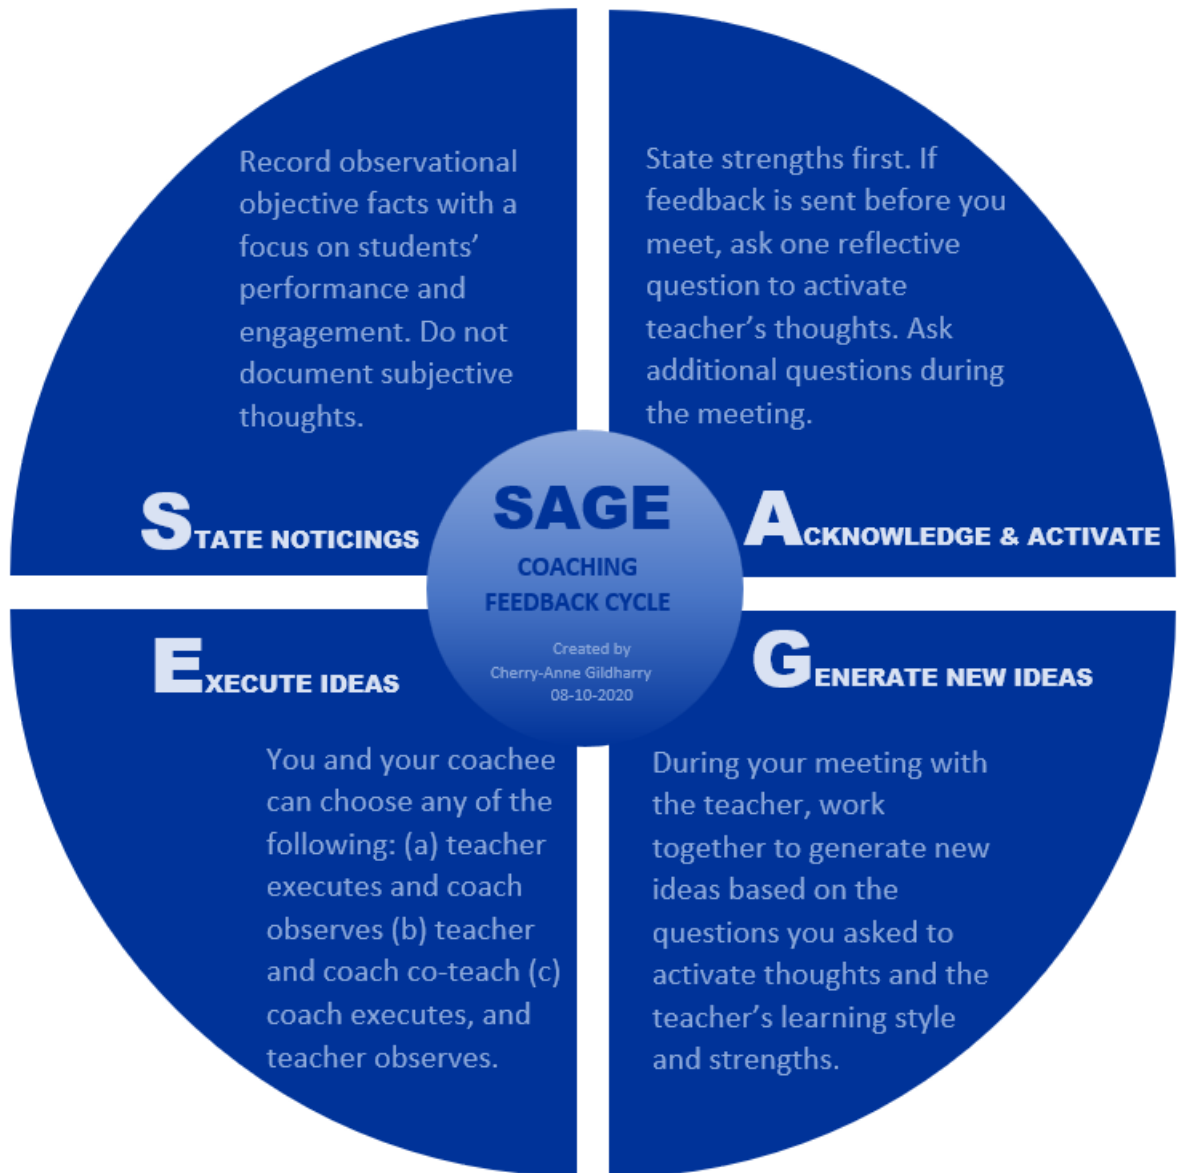 Record observational
objective facts with a
focus on students’
performance and
engagement. Do not
document subjective
thoughts.
STATE NOTICINGS
State strengths first. If
feedback is sent before you
meet, ask one reflective
question to activate
teacher’s thoughts. Ask
additional questions during
the meeting.
ACKNOWLEDGE & ACTIVATE
SAGE
COACHING
FEEDBACK CYCLE
Created by
Cherry-Anne Gildharry
08-10-2020
GENERATE NEW IDEAS
During your meeting with
the teacher, work
together to generate new
ideas based on the
questions you asked to
activate thoughts and the
teacher’s learning style
and strengths.
EXECUTE IDEAS
You and your coachee
can choose any of the
following: (a) teacher
executes and coach
observes (b) teacher
and coach co-teach (c)
coach executes, and
teacher observes.